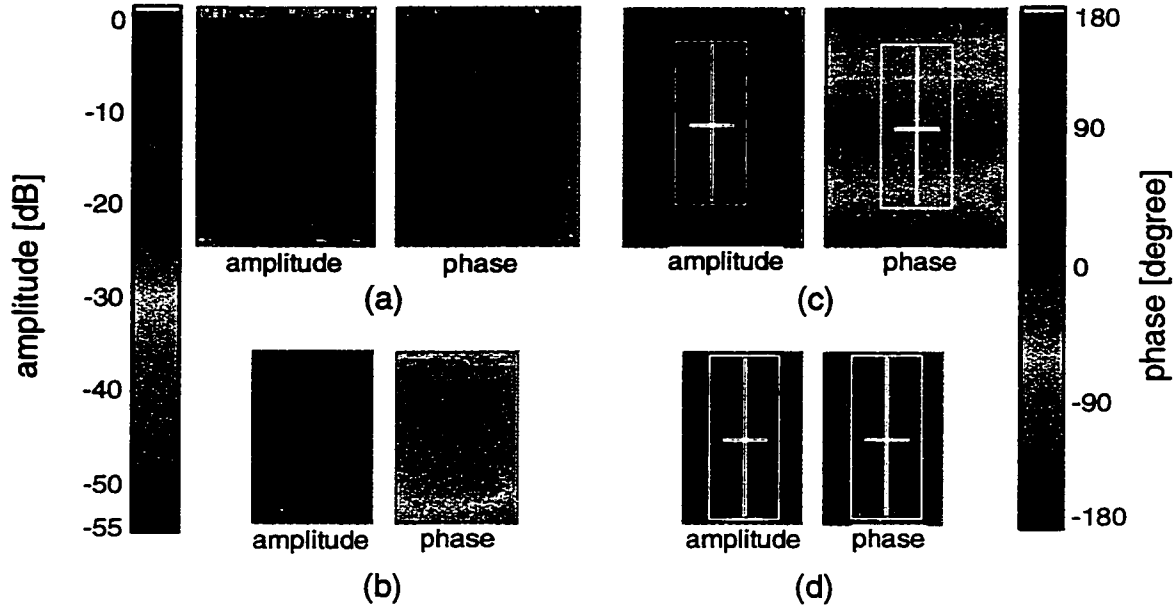 amplitude [dB]
0
-10
-20
-30
-40
-50
-55
amplitude
phase
(a)
amplitude
phase
(c)
180
90
0
-90
-180
phase [degree]
amplitude
phase
(b)
amplitude
phase
(d)